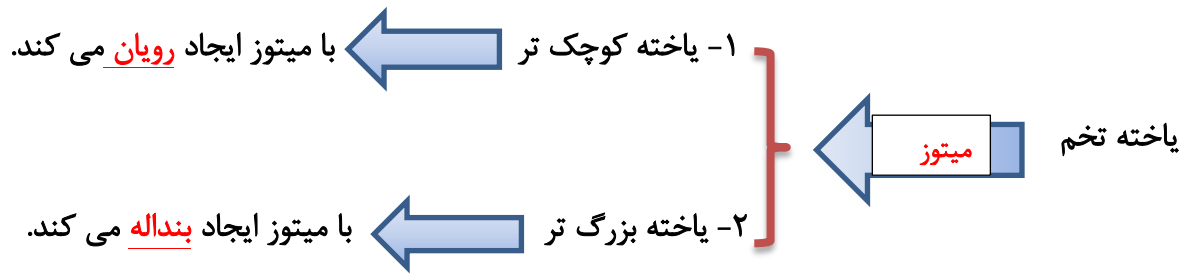 ۱- یاخته کوچک تر با میتوز ایجاد رویان می کند.
یاخته تخم
میتوز
۲- یاخته بزرگ تر با میتوز ایجاد بنداله می کند.